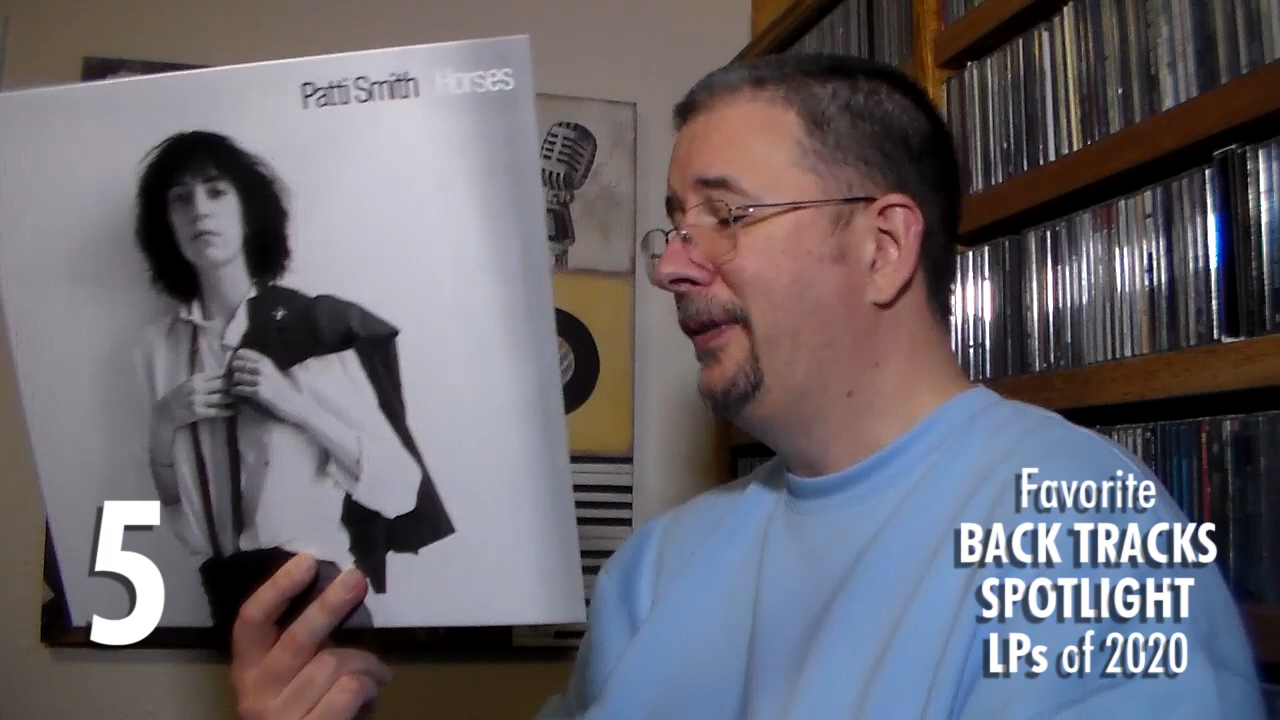 Patti Smith Horses
5
Favorite
BACK TRACKS
SPOTLIGHT
LPs of 2020